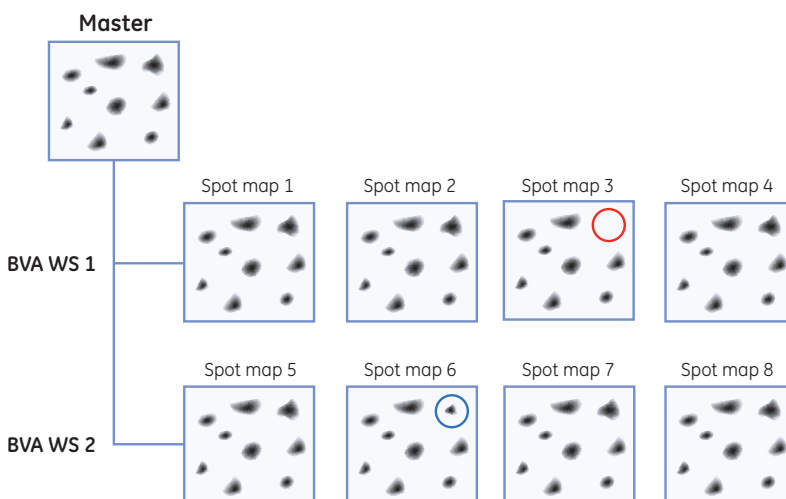 Master
Spot map 1 Spot map 2 Spot map 3 Spot map 4
BVA WS 1
Spot map 5 Spot map 6 Spot map 7 Spot map 8
BVA WS 2